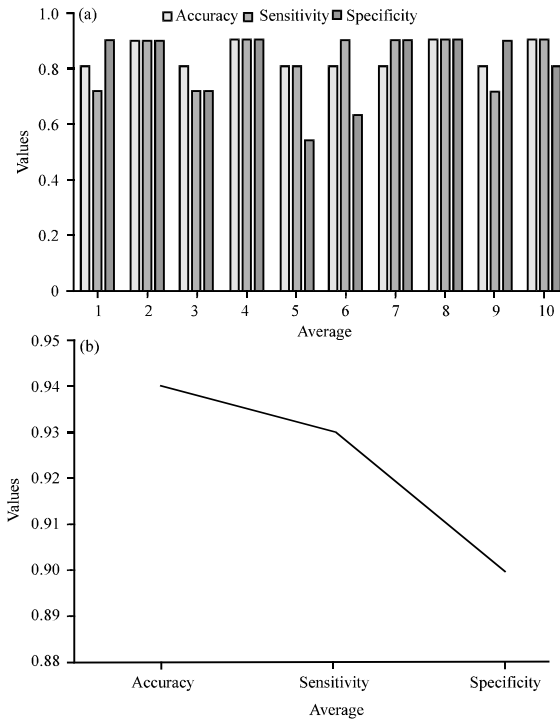 (a)
Accuracy Sensitivity Specificity
1.0
0.8
0.6
0.4
0.2
0
Values
1 2 3 4 5 6 7 8 9 10
Average
(b)
0.95
0.94
0.93
0.92
0.91
0.90
0.89
0.88
Values
Accuracy Sensitivity Specificity
Average